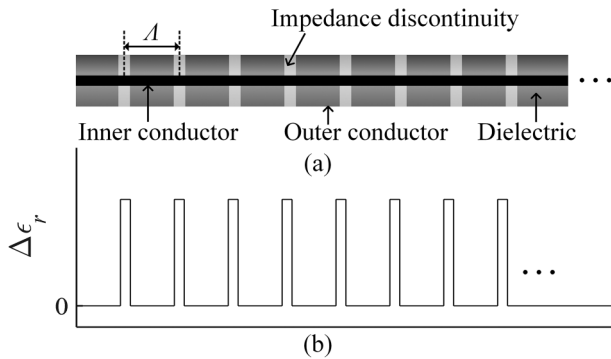 Λ
Impedance discontinuity
...
Inner conductor
Outer conductor
Dielectric
(a)
Δϵr
0
...
(b)